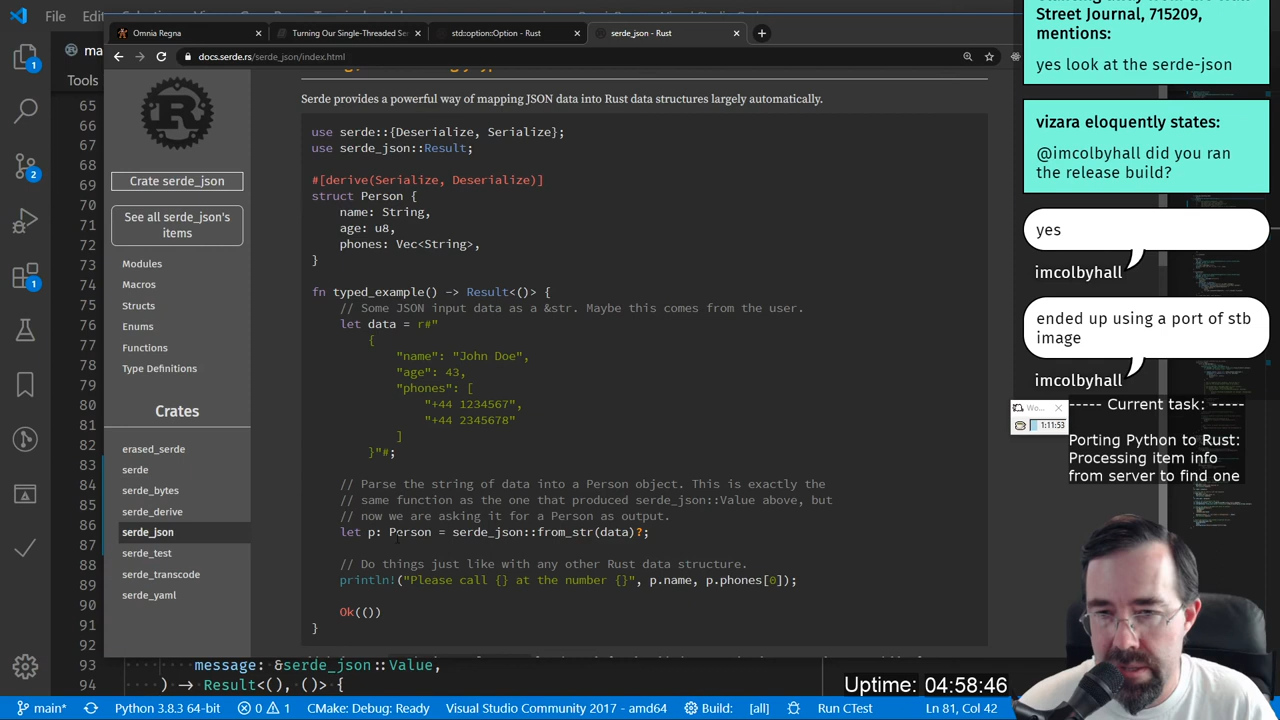 File
Edit
Omnia Regna
Turning Our Single-Threaded Se
std::option::Option - Rust
serde_json - Rust
docs.serde.rs/serde_json/index.html
Tools
Crate serde_json
See all serde_json's
items
Modules
Macros
Structs
Enums
Functions
Type Definitions
Crates
erased_serde
serde
serde_bytes
serde_derive
serde_json
serde_test
serde_transcode
serde_yaml
65
66
67
68
69
70
71
72
73
74
75
76
77
78
79
80
81
82
83
84
85
86
87
88
89
90
91
92
93
94
Serde provides a powerful way of mapping JSON data into Rust data structures largely automatically.
use serde::{Deserialize, Serialize};
use serde_json::Result;
#[derive(Serialize, Deserialize)]
struct Person {
name: String,
age: u8,
phones: Vec<String>,
}
fn typed_example() -> Result<()> {
// Some JSON input data as a &str. Maybe this comes from the user.
let data = r#"
{
"name": "John Doe",
"age": 43,
"phones": [
"+44 1234567",
"+44 2345678"
]
}"#;
// Parse the string of data into a Person object. This is exactly the
// same function as the one that produced serde_json::Value above, but
// now we are asking it for a Person as output.
let p: Person = serde_json::from_str(data)?;
// Do things just like with any other Rust data structure.
println!("Please call {} at the number {}", p.name, p.phones[0]);
Ok(())
}
message: &serde_json::Value,
) -> Result<(), ()> {
Street Journal, 715209,
mentions:
yes look at the serde-json
vizara eloquently states:
@imcolbyhall did you ran
the release build?
yes
imcolbyhall
ended up using a port of stb
image
imcolbyhall
1:11:53
----- Current task: -----
Porting Python to Rust:
Processing item info
from server to find one
Uptime: 04:58:46
main*
Python 3.8.3 64-bit
0
1
CMake: Debug: Ready
Visual Studio Community 2017 - amd64
Build:
[all]
Run CTest
Ln 81, Col 42